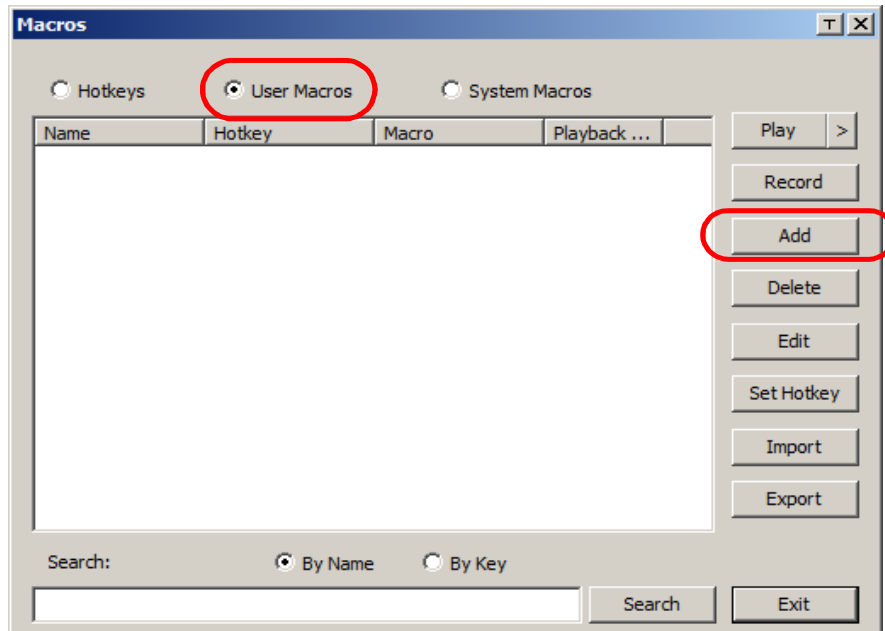 Macros
T X
Hotkeys User Macros System Macros
Name Hotkey Macro Playback ...
Play >
Record
Add
Delete
Edit
Set Hotkey
Import
Export
Search: By Name By Key
Search Exit